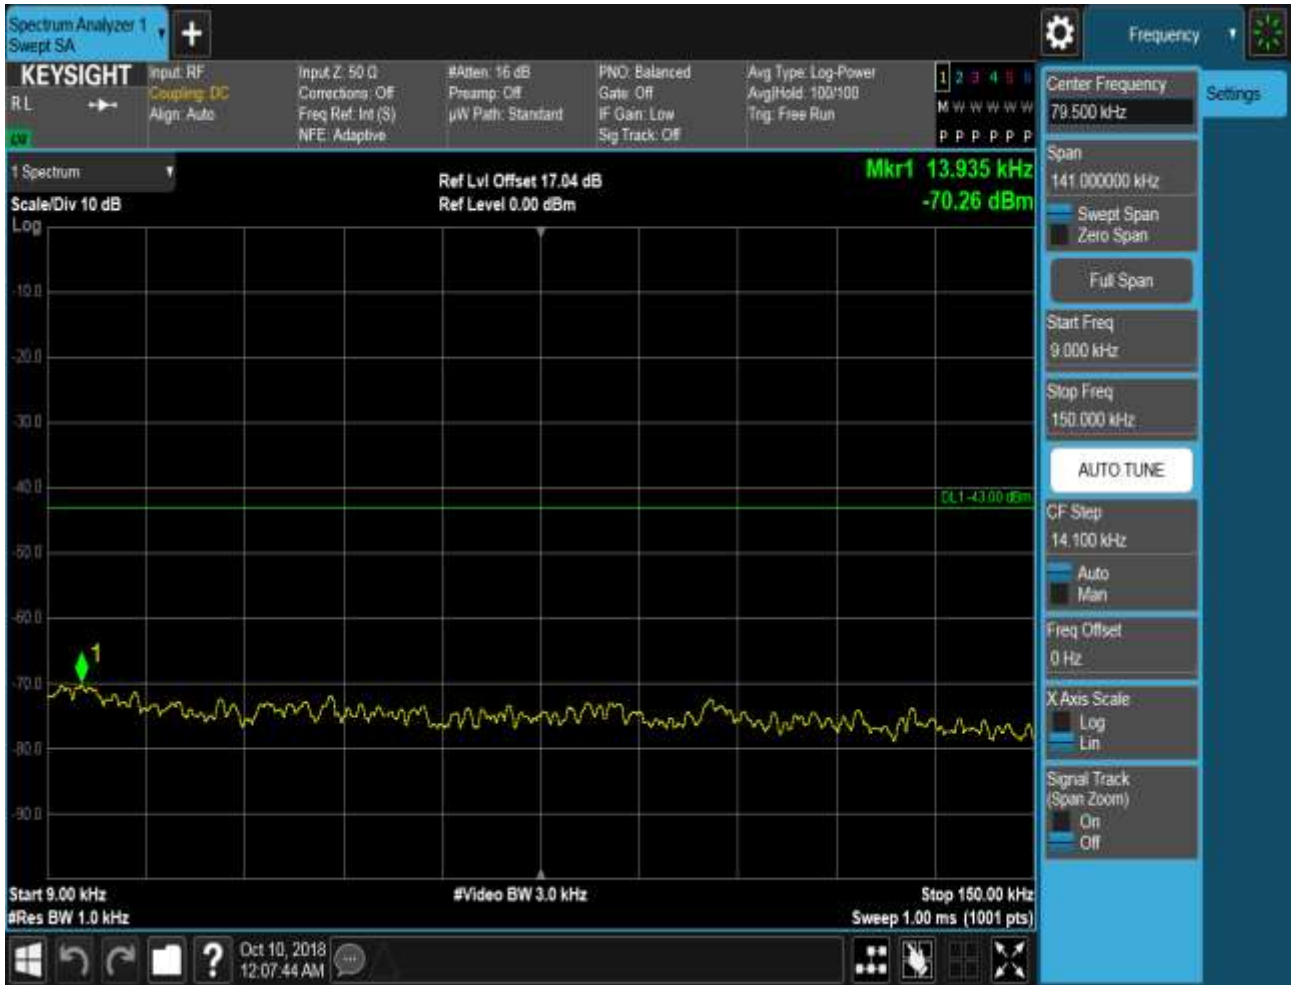 Spectrum Analyzer 1
Swept SA
+
Frequency
KEYSIGHT
RL
LXI
Input: RF
Coupling: DC
Align: Auto
Input Z: 50 Ω
Corrections: Off
Freq Ref: Int (S)
NFE: Adaptive
#Atten: 16 dB
Preamp: Off
µW Path: Standard
PNO: Balanced
Gate: Off
IF Gain: Low
Sig Track: Off
Avg Type: Log-Power
Avg|Hold: 100/100
Trig: Free Run
1 2 3 4 5 6
M W W W W W
P P P P P P
1 Spectrum
Scale/Div 10 dB
Log
Ref Lvl Offset 17.04 dB
Ref Level 0.00 dBm
Mkr1 13.935 kHz
-70.26 dBm
-10.0
-20.0
-30.0
-40.0
DL1 -43.00 dBm
-50.0
-60.0
1
-70.0
-80.0
-90.0
Start 9.00 kHz
#Res BW 1.0 kHz
#Video BW 3.0 kHz
Stop 150.00 kHz
Sweep 1.00 ms (1001 pts)
Center Frequency
79.500 kHz
Settings
Span
141.000000 kHz
Swept Span
Zero Span
Full Span
Start Freq
9.000 kHz
Stop Freq
150.000 kHz
AUTO TUNE
CF Step
14.100 kHz
Auto
Man
Freq Offset
0 Hz
X Axis Scale
Log
Lin
Signal Track
(Span Zoom)
On
Off
?
Oct 10, 2018
12:07:44 AM